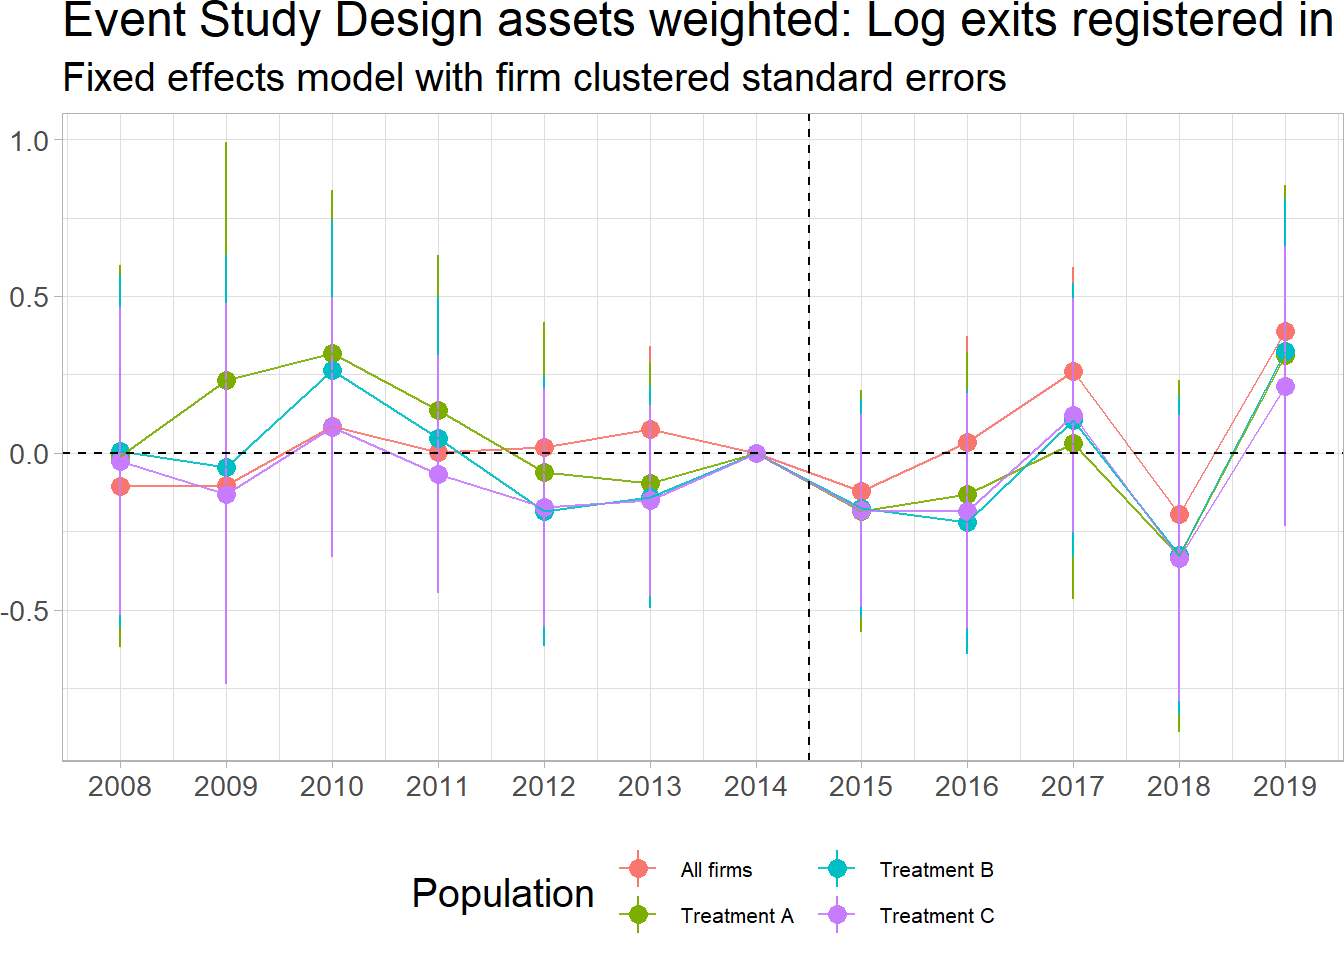 Event Study Design assets weighted: Log exits registered in
Fixed effects model with firm clustered standard errors
1.0
0.5
0.0
-0.5
2008 2009 2010 2011 2012 2013 2014 2015 2016 2017 2018 2019
Population
All firms
Treatment B
Treatment A
Treatment C